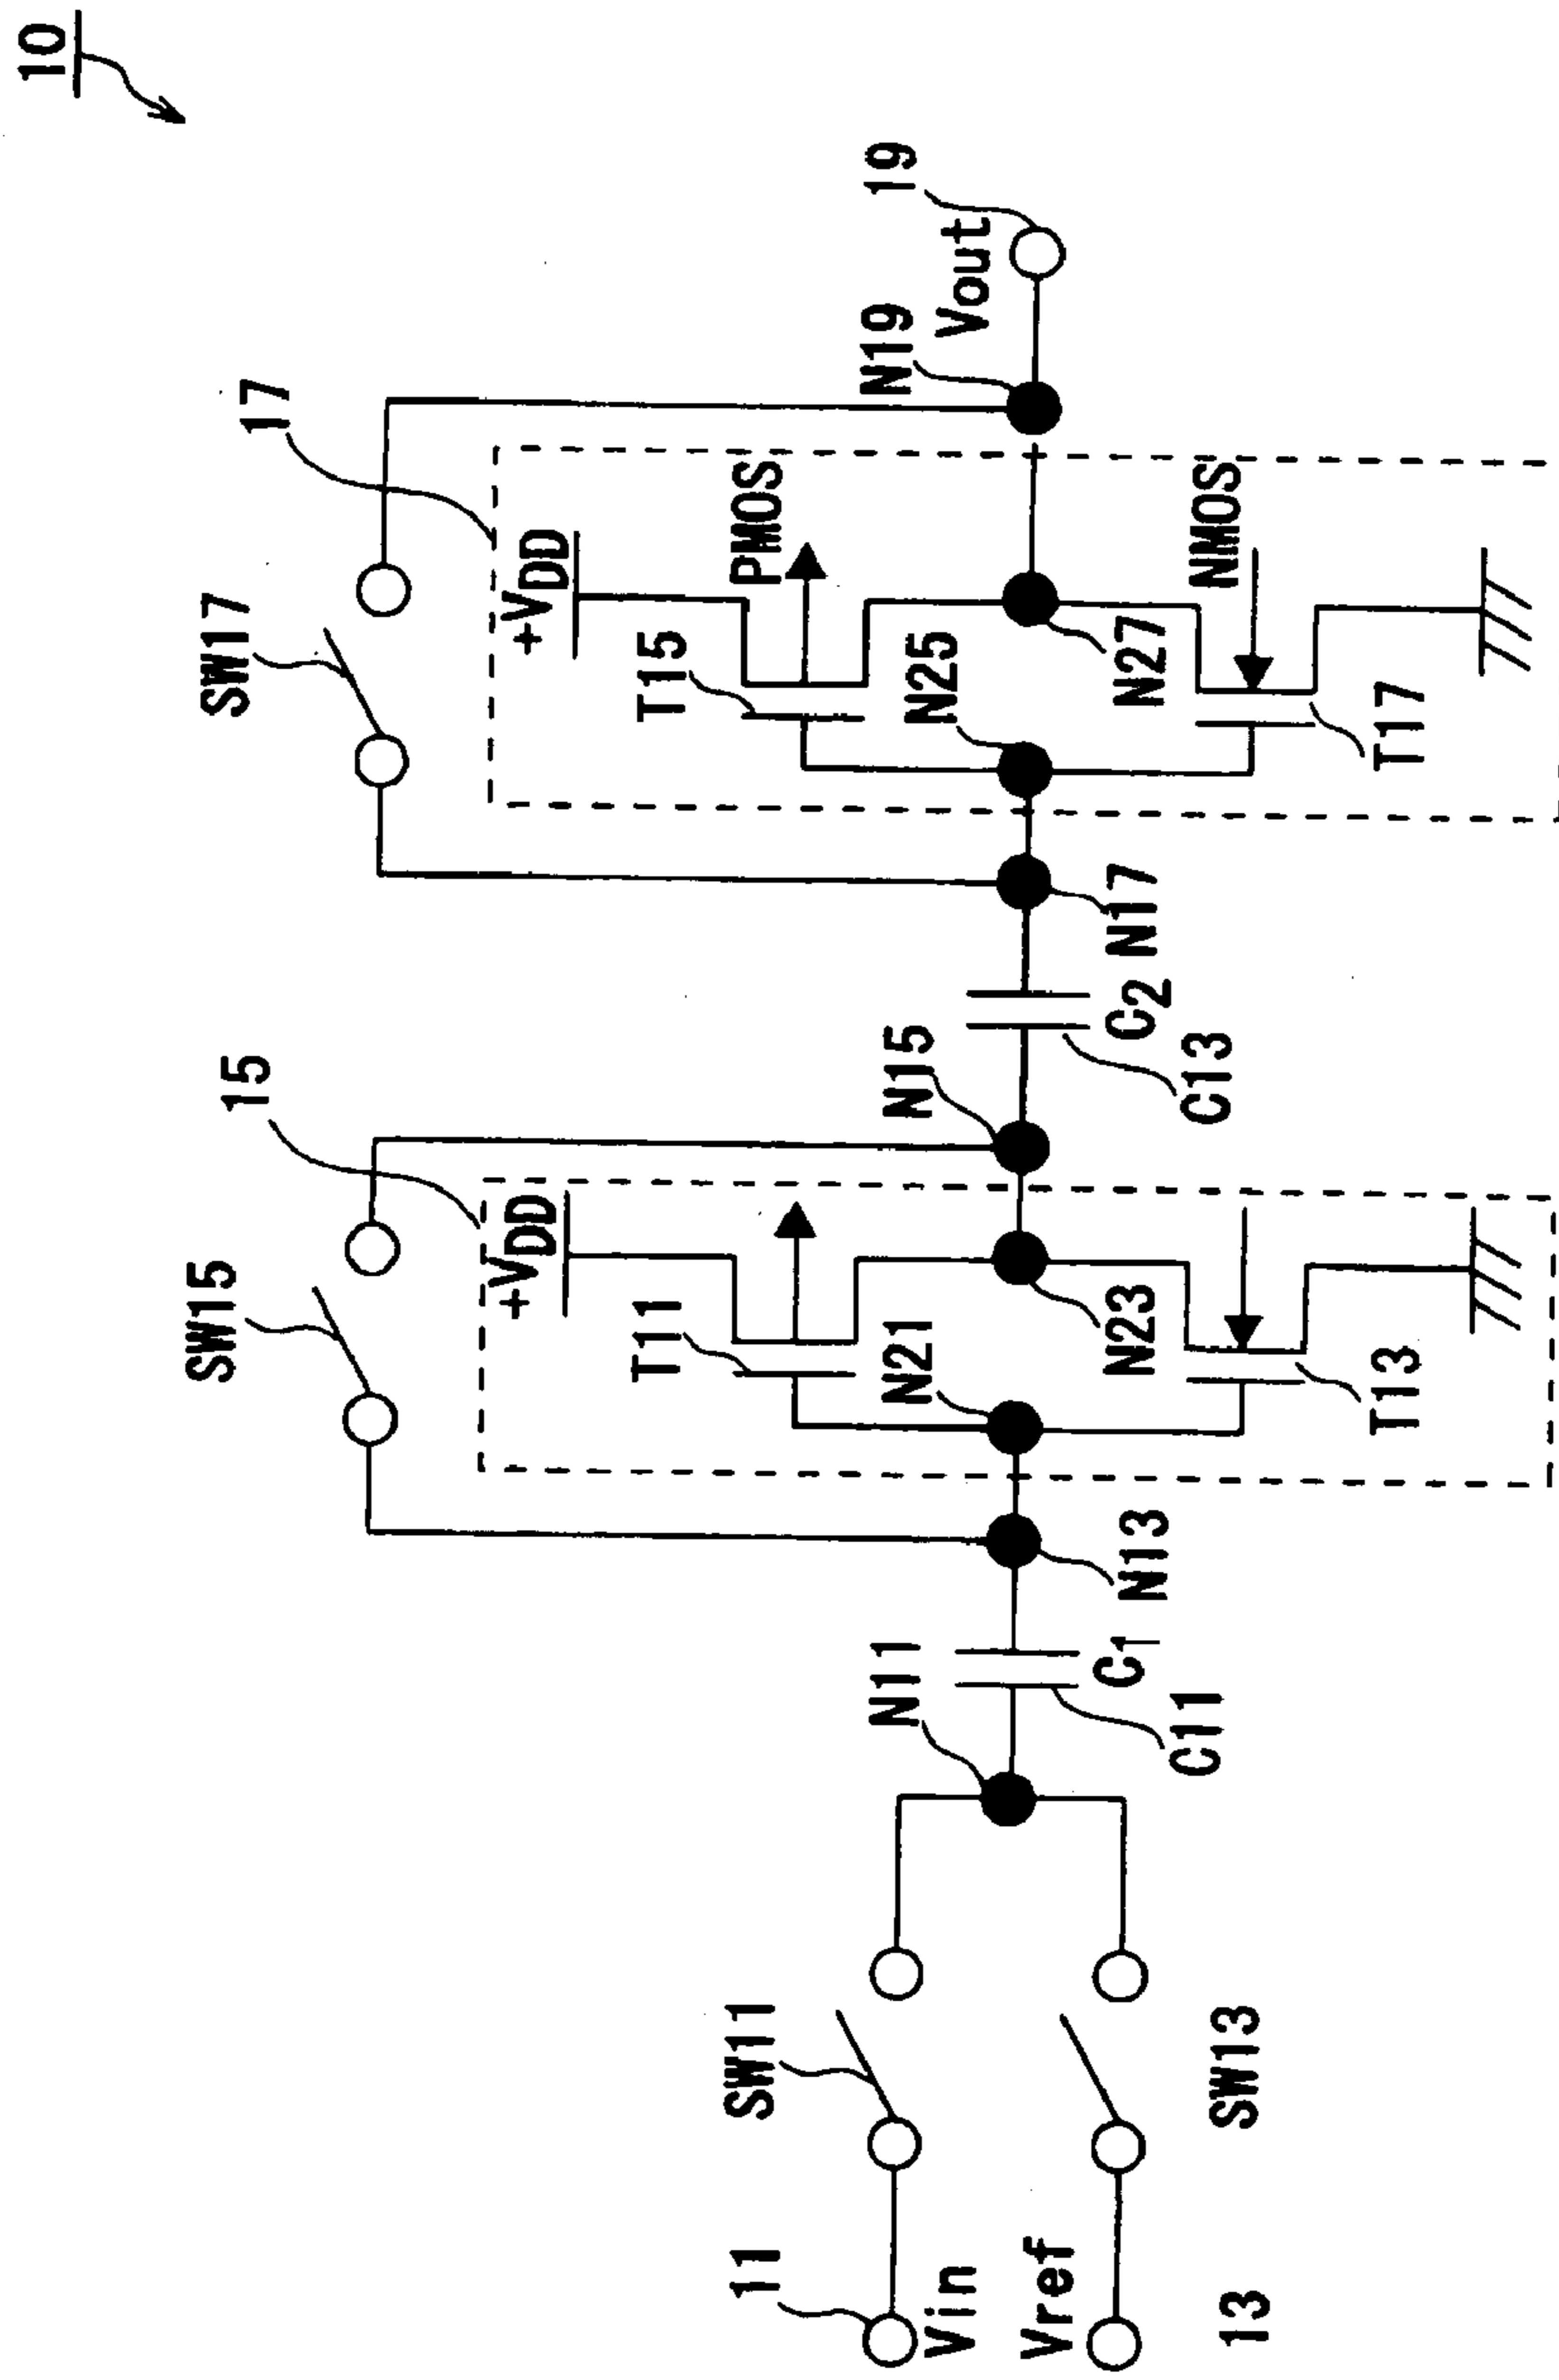 10
SW15
SW17
15
17
+VDD
+VDD
T11
T15
PMOS
11
SW11
N11
N21
N15
N25
N19
19
Vin
Vout
Vref
C1
N13
N23
C2
N17
N27
NMOS
13
SW13
C11
C13
T13
T17